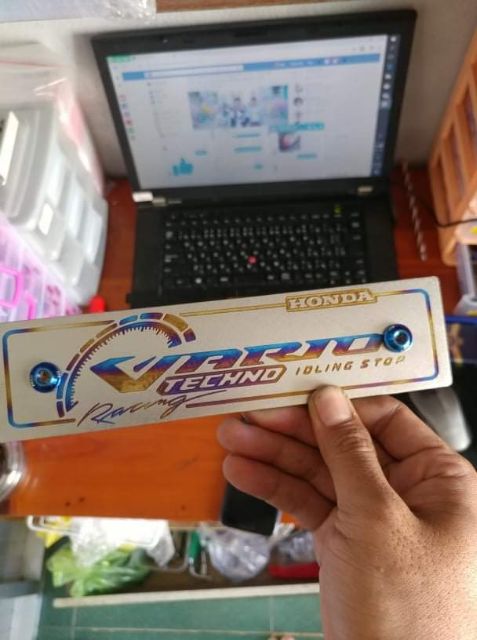 HONDA
VARIO
TECHNO IDLING STOP
Racing